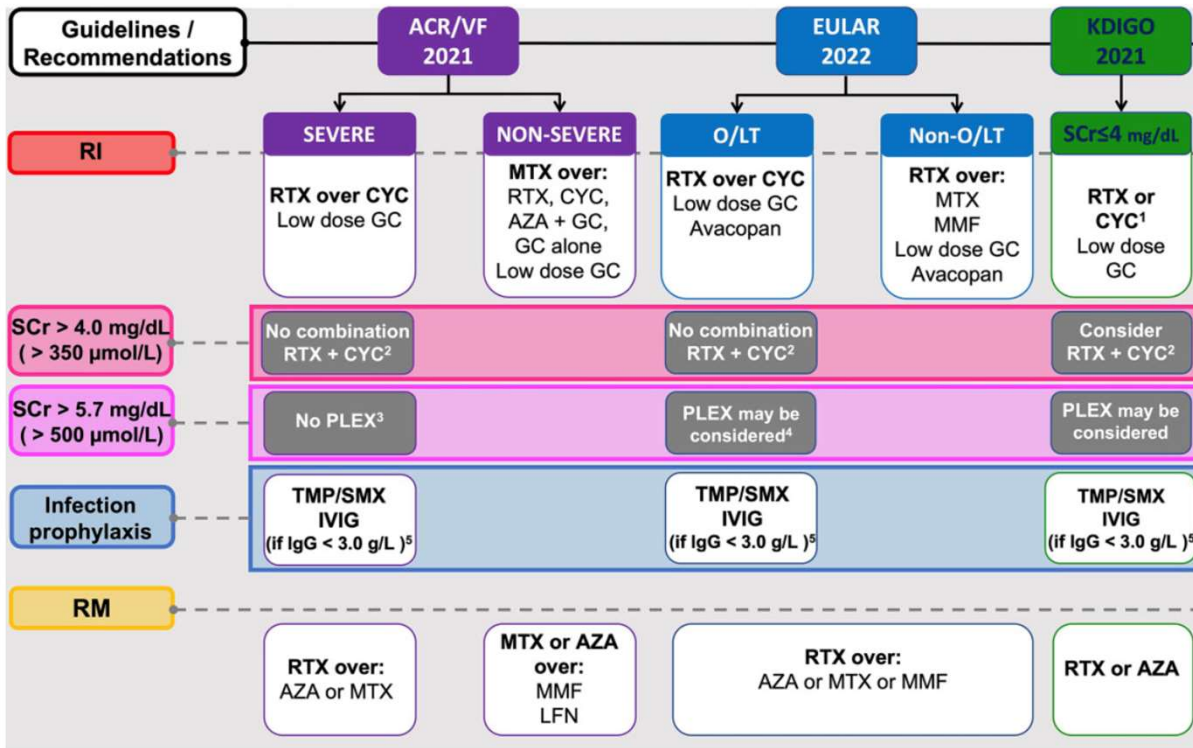 Guidelines /
Recommendations
ACR/VF
2021
EULAR
2022
KDIGO
2021
RI
SEVERE
RTX over CYC
Low dose GC
NON-SEVERE
MTX over:
RTX, CYC,
AZA + GC,
GC alone
Low dose GC
O/LT
RTX over CYC
Low dose GC
Avacopan
Non-O/LT
RTX over:
MTX
MMF
Low dose GC
Avacopan
SCr≤4 mg/dL
RTX or
CYC¹
Low dose
GC
SCr > 4.0 mg/dL
( > 350 µmol/L)
No combination
RTX + CYC²
No combination
RTX + CYC²
Consider
RTX + CYC²
SCr > 5.7 mg/dL
( > 500 µmol/L)
No PLEX³
PLEX may be
considered⁴
PLEX may be
considered
Infection
prophylaxis
TMP/SMX
IVIG
(if IgG < 3.0 g/L )⁵
TMP/SMX
IVIG
(if IgG < 3.0 g/L )⁵
TMP/SMX
IVIG
(if IgG < 3.0 g/L )⁵
RM
RTX over:
AZA or MTX
MTX or AZA
over:
MMF
LFN
RTX over:
AZA or MTX or MMF
RTX or AZA